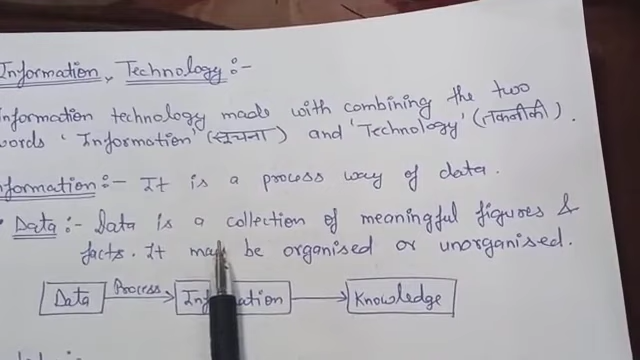 Information Technology :-
Information technology made with combining the two
words 'Information' (सूचना) and 'Technology' (तकनीकी).
Information :- It is a process way of data.
Data :- Data is a collection of meaningful figures &
facts. It may be organised or unorganised.
Data Process Information Knowledge